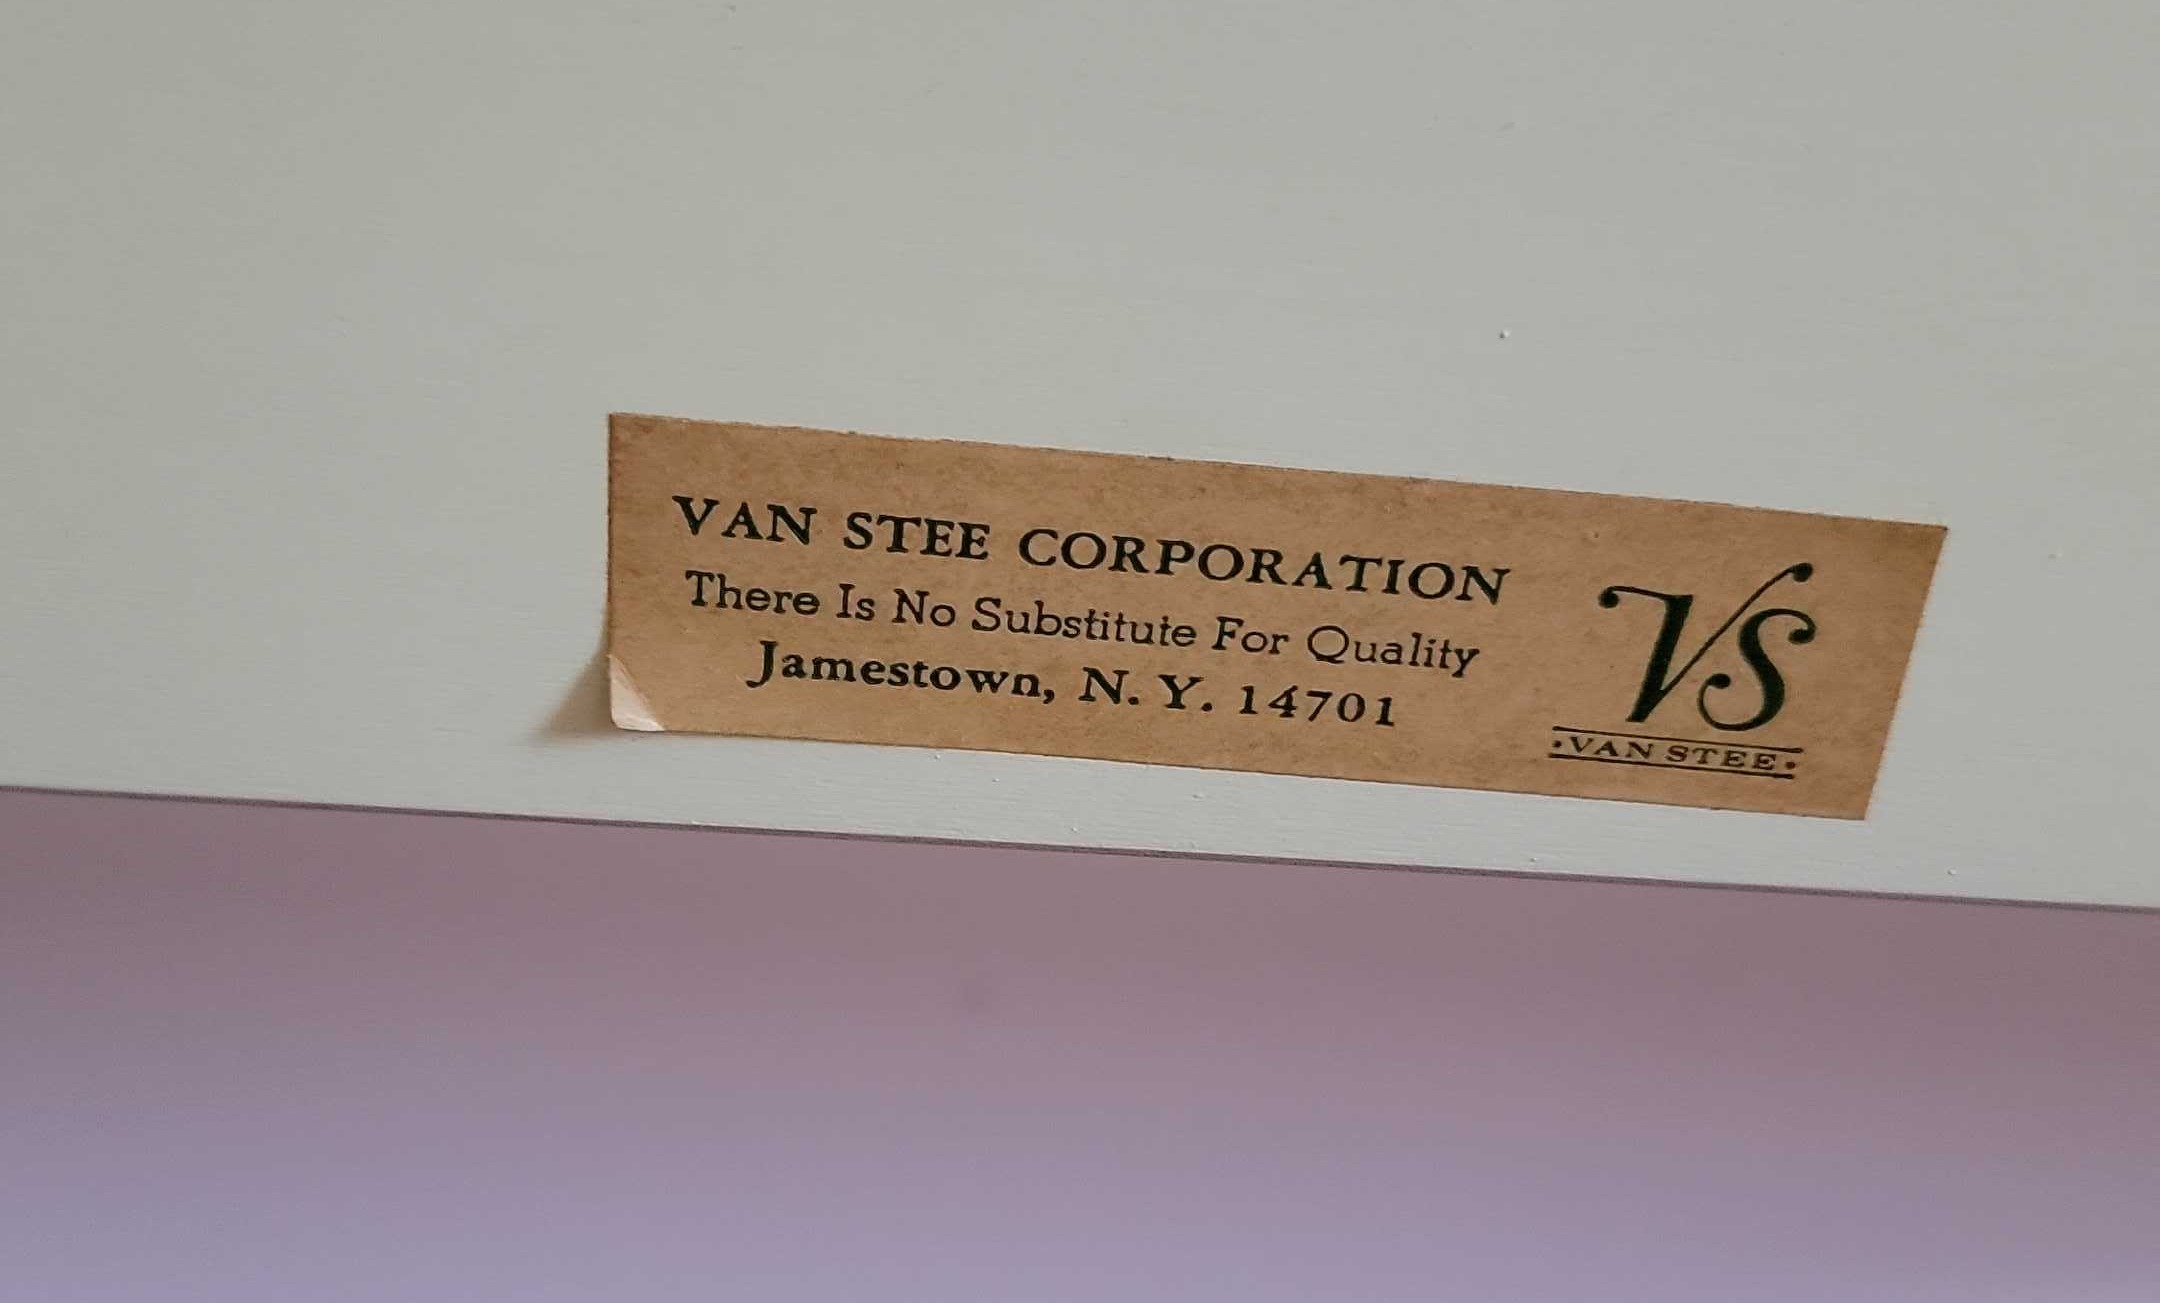 VAN STEE CORPORATION
There Is No Substitute For Quality
Jamestown, N. Y. 14701
VS
·VAN STEE·